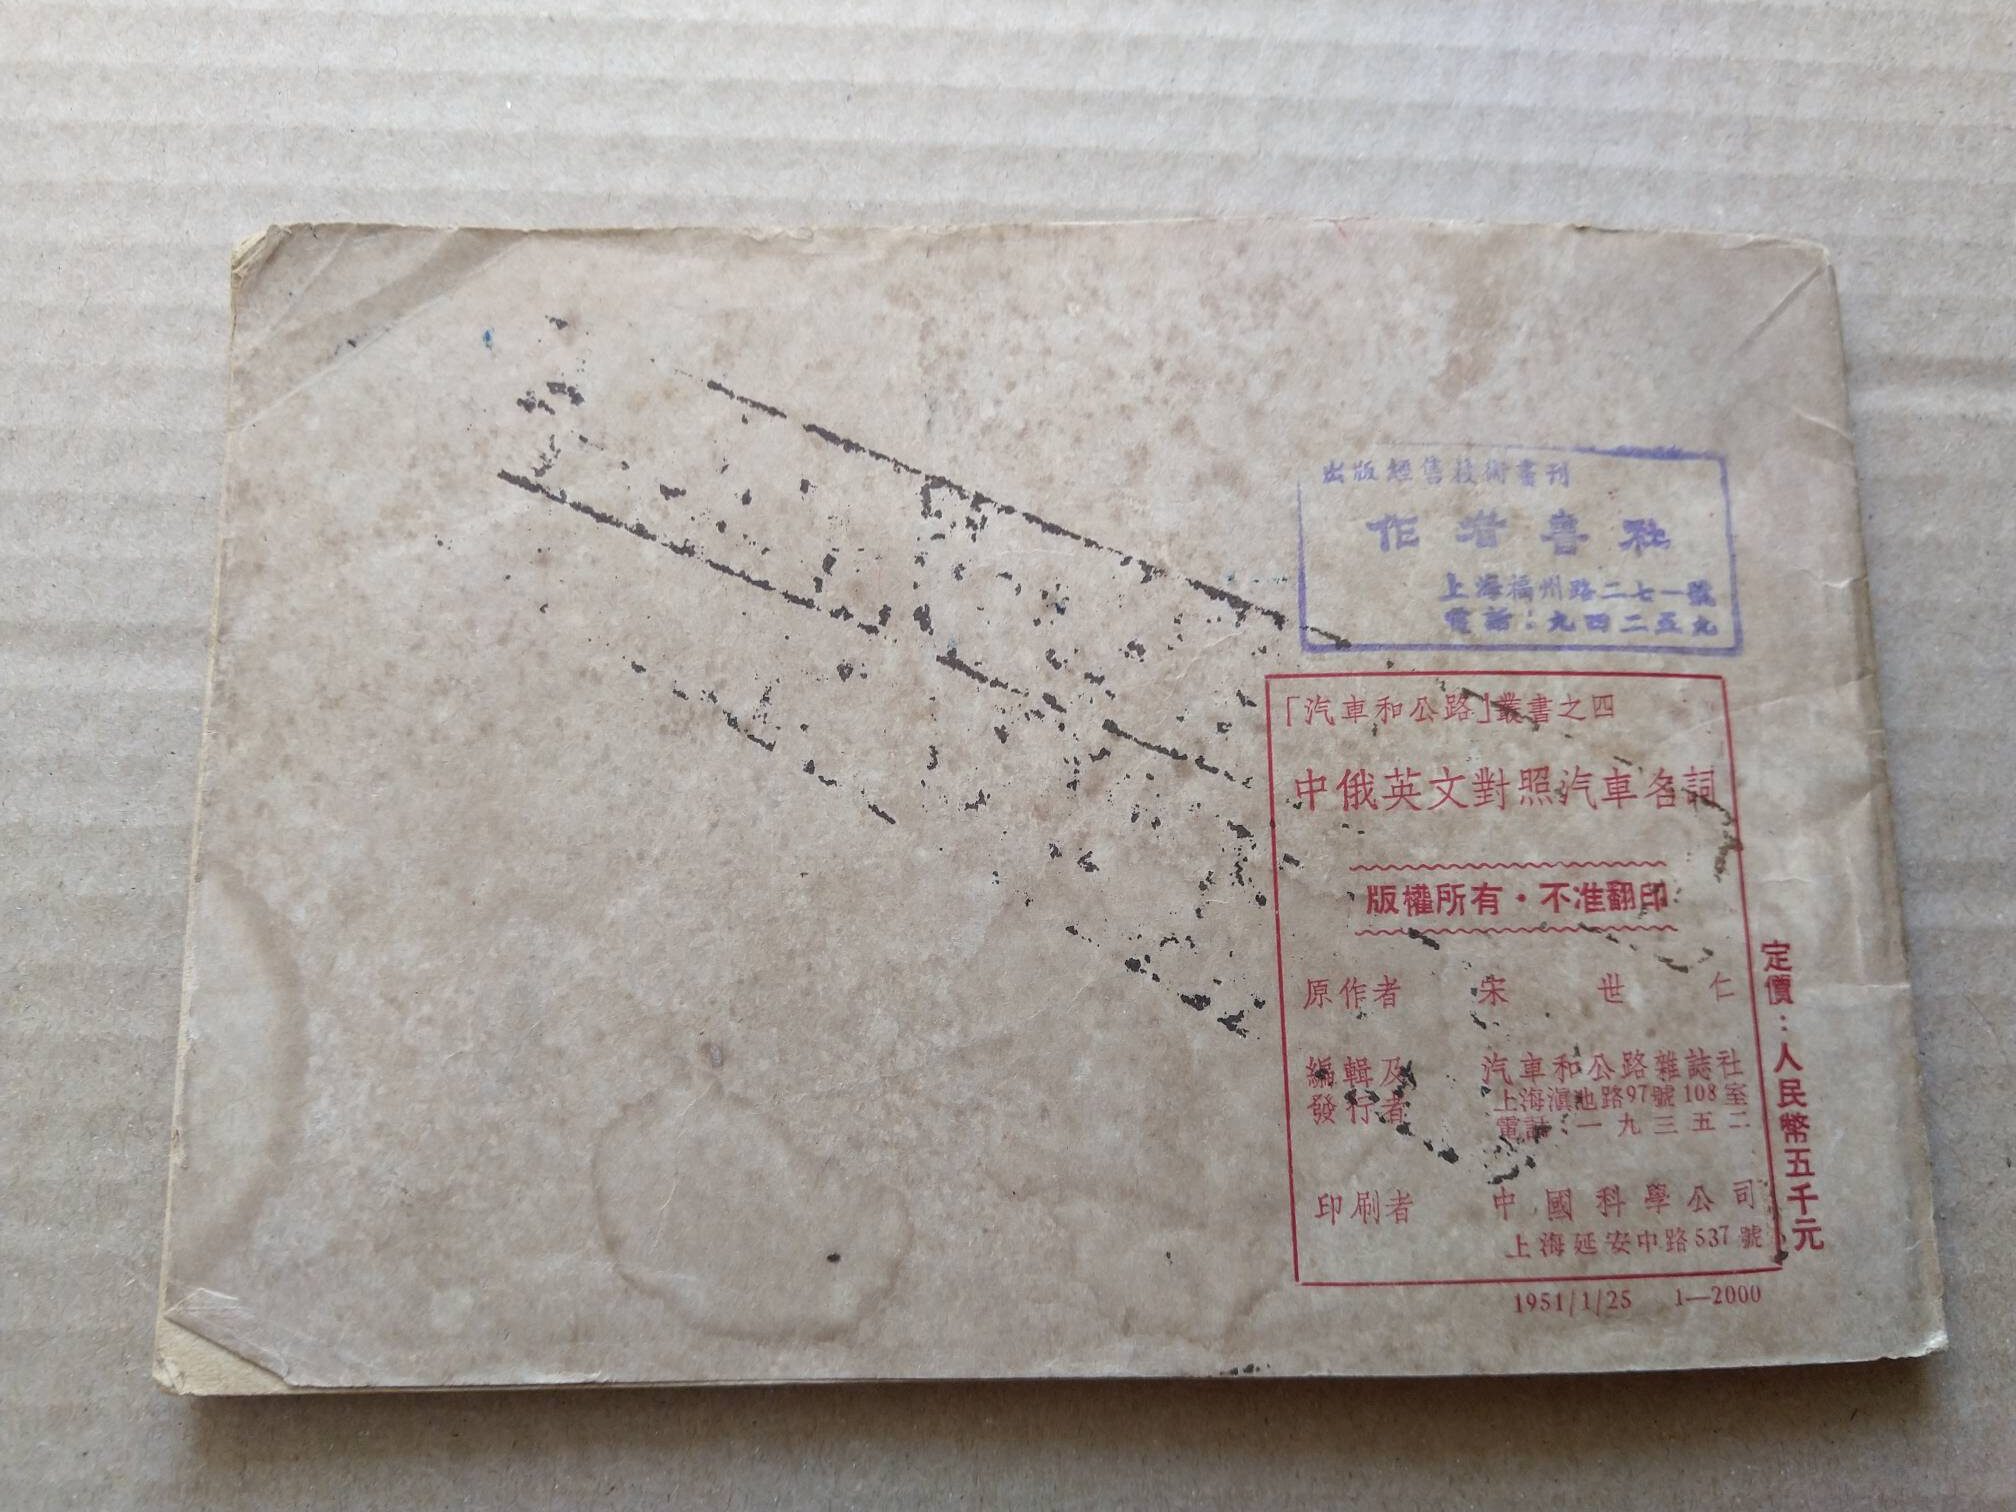 出版經售技術書刊
作者書社
上海福州路二七一號
電話：九四二五九
「汽車和公路」叢書之四
中俄英文對照汽車名詞
版權所有·不准翻印
原作者 宋世仁
編輯及發行者 汽車和公路雜誌社
上海滇池路97號108室
電話：一九三五二
印刷者 中國科學公司
上海延安中路537號
1951/1/25 1—2000
定價：人民幣五千元